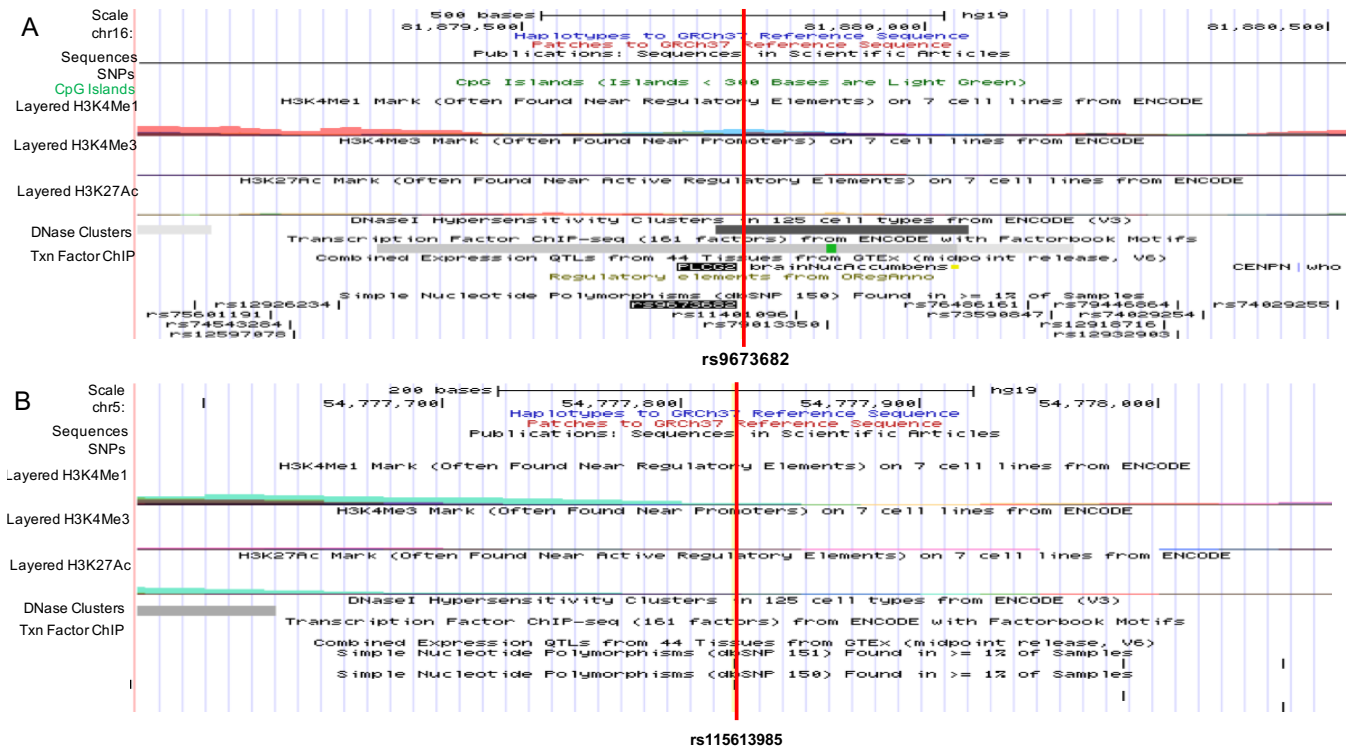 A
Scale
500 bases
hg19
chr16:
81,879,500|
81,880,000|
81,880,500|
Haplotypes to GRCh37 Reference Sequence
Patches to GRCh37 Reference Sequence
Publications: Sequences in Scientific Articles
Sequences
SNPs
CpG Islands
CpG Islands (Islands < 300 Bases are Light Green)
Layered H3K4Me1
H3K4Me1 Mark (Often Found Near Regulatory Elements) on 7 cell lines from ENCODE
Layered H3K4Me3
H3K4Me3 Mark (Often Found Near Promoters) on 7 cell lines from ENCODE
Layered H3K27Ac
H3K27Ac Mark (Often Found Near Active Regulatory Elements) on 7 cell lines from ENCODE
DNaseI Hypersensitivity Clusters in 125 cell types from ENCODE (V3)
DNase Clusters
Transcription Factor ChIP-seq (161 factors) from ENCODE with Factorbook Motifs
Txn Factor ChIP
Combined Expression QTLs from 44 Tissues from GTEx (midpoint release, V6)
PLCG2 brainNucAccumbens
CENPN | who
Regulatory elements from ORegAnno
Simple Nucleotide Polymorphisms (dbSNP 150) Found in >= 1% of Samples
rs12926234 rs9673682 rs76486161 rs79446864 rs74029255
rs75601191 rs11401096 rs73590847 rs74029254
rs74543284 rs79013350 rs12918716
rs12597078 rs12932903
rs9673682
B
Scale
200 bases
hg19
chr5:
54,777,700|
54,777,800|
54,777,900|
54,778,000|
Haplotypes to GRCh37 Reference Sequence
Patches to GRCh37 Reference Sequence
Publications: Sequences in Scientific Articles
Sequences
SNPs
Layered H3K4Me1
H3K4Me1 Mark (Often Found Near Regulatory Elements) on 7 cell lines from ENCODE
Layered H3K4Me3
H3K4Me3 Mark (Often Found Near Promoters) on 7 cell lines from ENCODE
Layered H3K27Ac
H3K27Ac Mark (Often Found Near Active Regulatory Elements) on 7 cell lines from ENCODE
DNase Clusters
DNaseI Hypersensitivity Clusters in 125 cell types from ENCODE (V3)
Txn Factor ChIP
Transcription Factor ChIP-seq (161 factors) from ENCODE with Factorbook Motifs
Combined Expression QTLs from 44 Tissues from GTEx (midpoint release, V6)
Simple Nucleotide Polymorphisms (dbSNP 151) Found in >= 1% of Samples
Simple Nucleotide Polymorphisms (dbSNP 150) Found in >= 1% of Samples
rs115613985